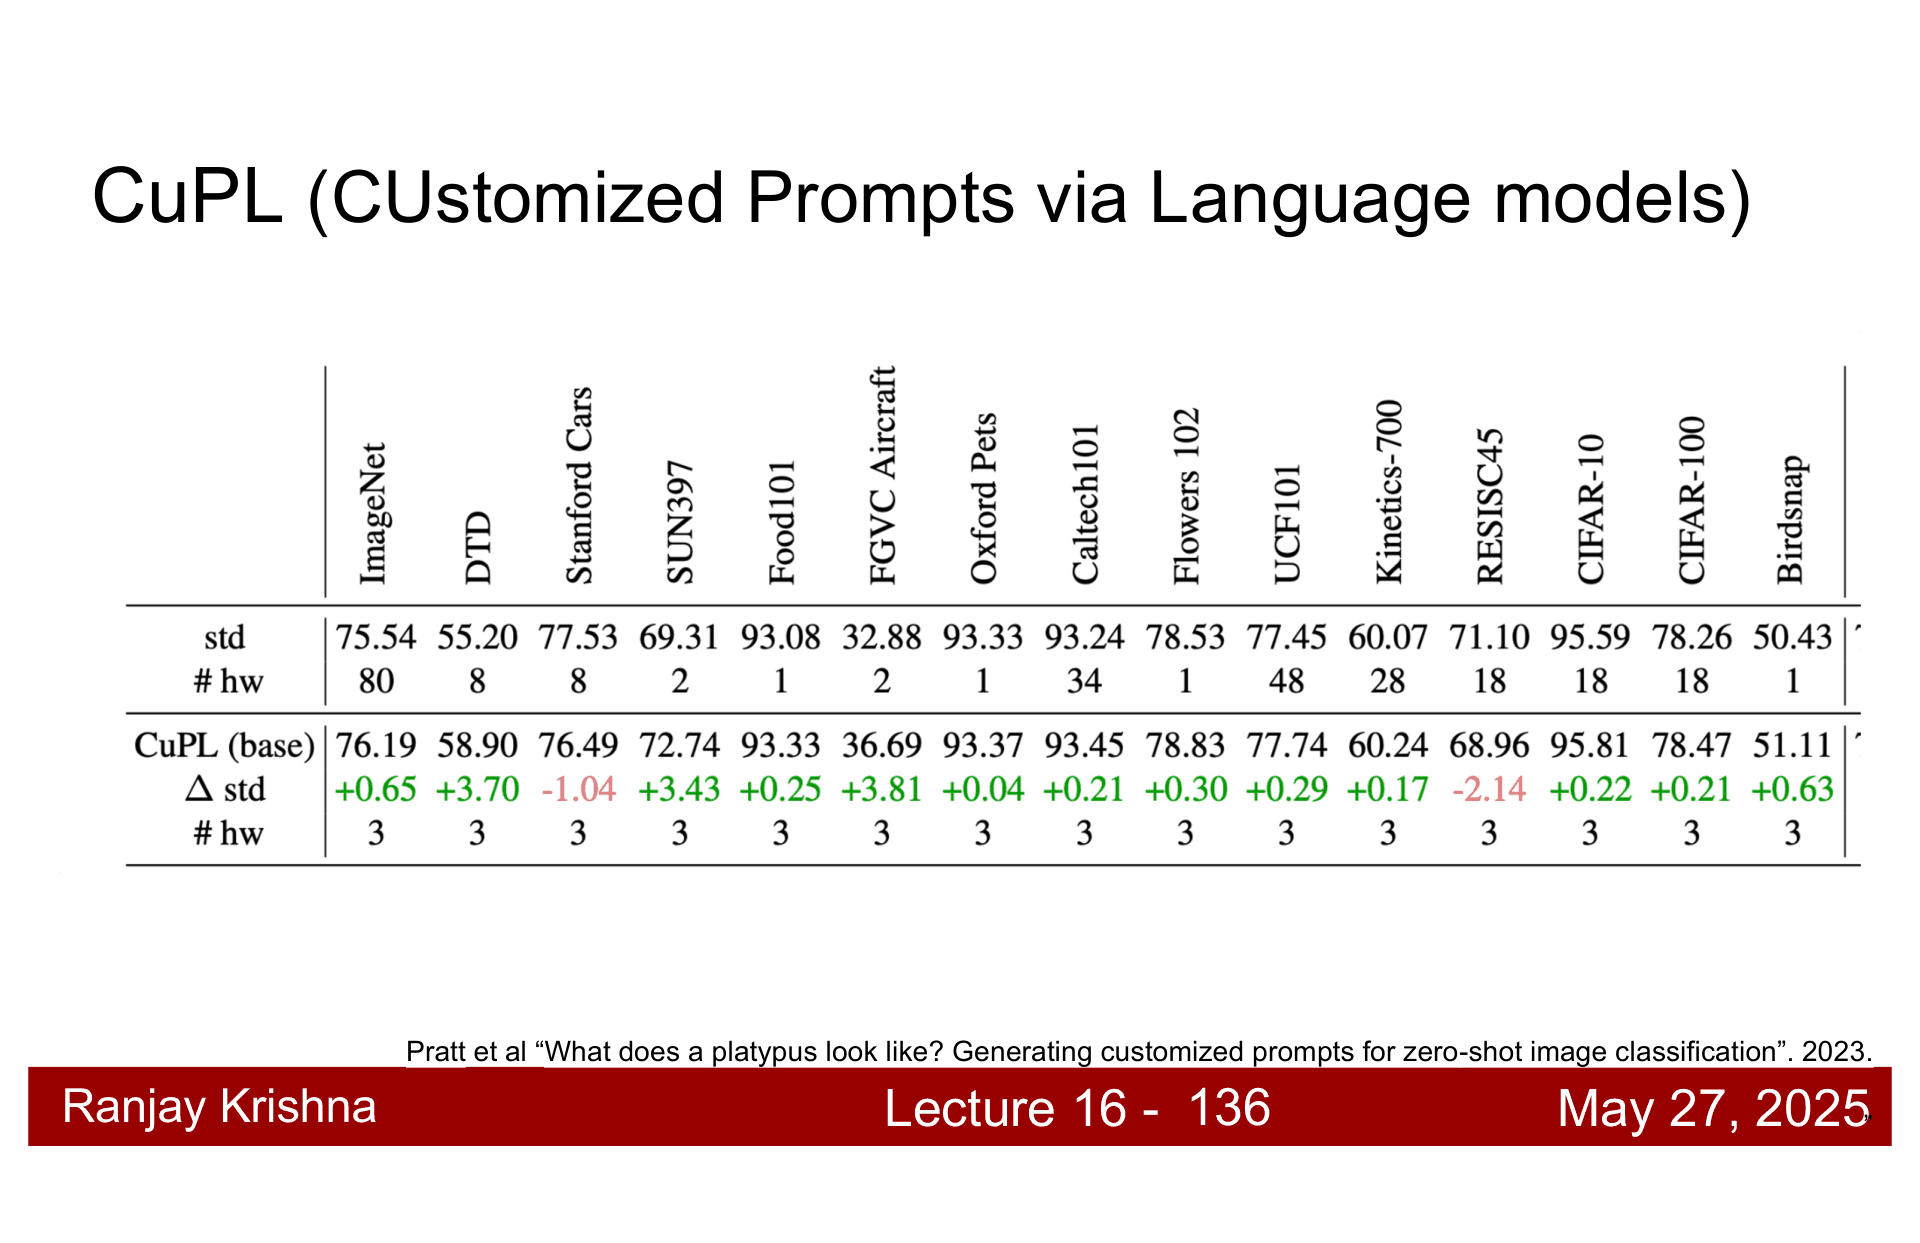 CuPL (CUstomized Prompts via Language models)
ImageNet DTD Stanford Cars SUN397 Food101 FGVC Aircraft Oxford Pets Caltech101 Flowers 102 UCF101 Kinetics-700 RESISC45 CIFAR-10 CIFAR-100 Birdsnap
std 75.54 55.20 77.53 69.31 93.08 32.88 93.33 93.24 78.53 77.45 60.07 71.10 95.59 78.26 50.43
# hw 80 8 8 2 1 2 1 34 1 48 28 18 18 18 1
CuPL (base) 76.19 58.90 76.49 72.74 93.33 36.69 93.37 93.45 78.83 77.74 60.24 68.96 95.81 78.47 51.11
Δ std +0.65 +3.70 -1.04 +3.43 +0.25 +3.81 +0.04 +0.21 +0.30 +0.29 +0.17 -2.14 +0.22 +0.21 +0.63
# hw 3 3 3 3 3 3 3 3 3 3 3 3 3 3 3
Pratt et al “What does a platypus look like? Generating customized prompts for zero-shot image classification”. 2023.
Ranjay Krishna Lecture 16 - 136 May 27, 2025